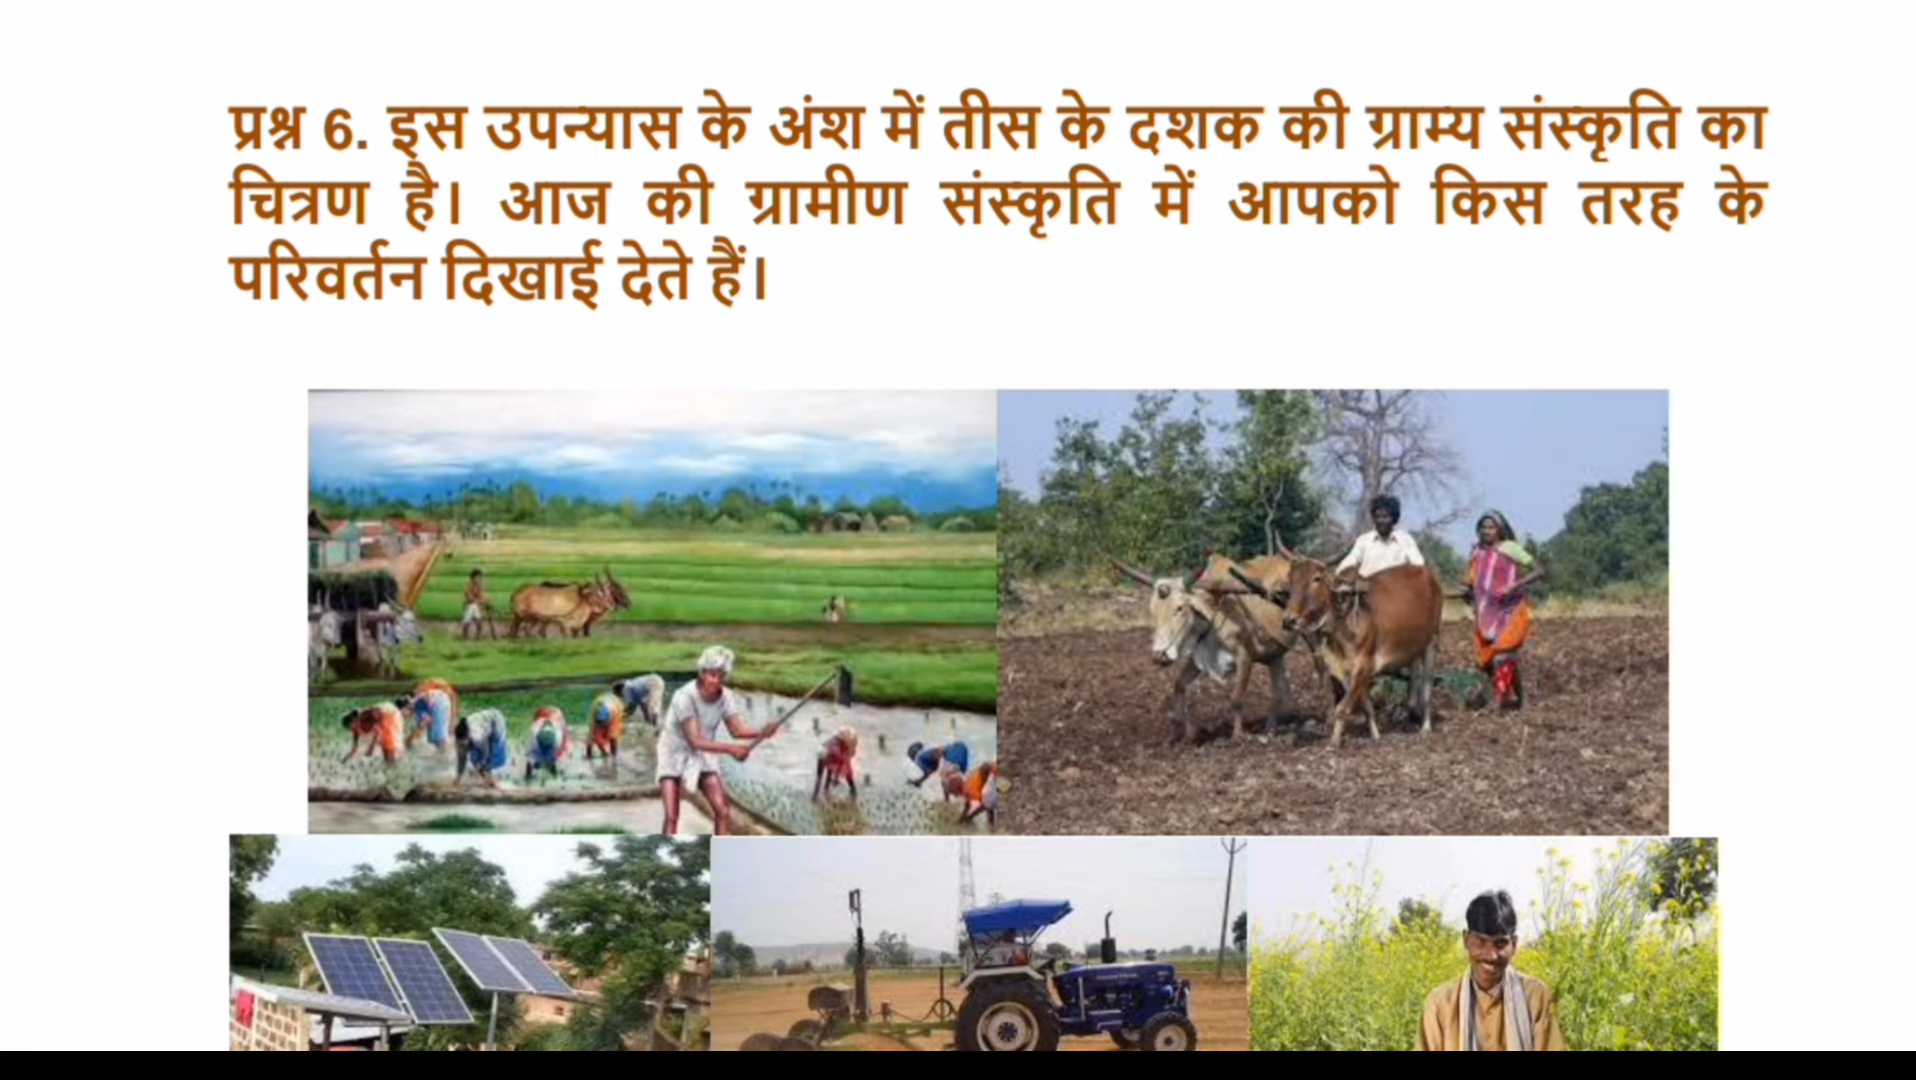 प्रश्न 6. इस उपन्यास के अंश में तीस के दशक की ग्राम्य संस्कृति का
चित्रण है। आज की ग्रामीण संस्कृति में आपको किस तरह के
परिवर्तन दिखाई देते हैं।